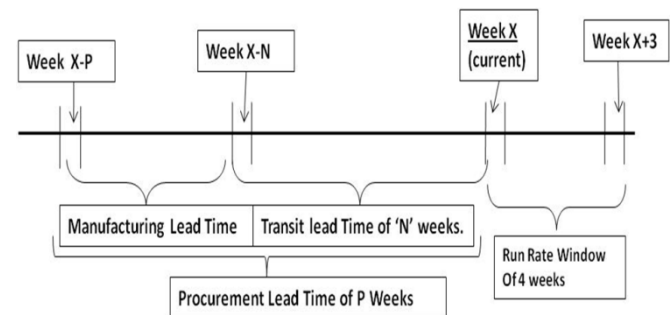 Week X-P
Week X-N
Week X
(current)
Week X+3
Manufacturing Lead Time
Transit lead Time of ‘N’ weeks.
Run Rate Window
Of 4 weeks
Procurement Lead Time of P Weeks